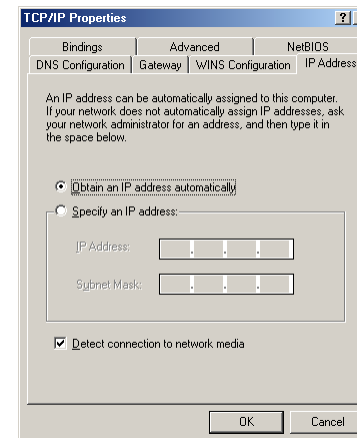 TCP/IP Properties
Bindings Advanced NetBIOS
DNS Configuration Gateway WINS Configuration IP Address
An IP address can be automatically assigned to this computer.
If your network does not automatically assign IP addresses, ask
your network administrator for an address, and then type it in
the space below.
Obtain an IP address automatically
Specify an IP address:
IP Address:
Subnet Mask:
Detect connection to network media
OK Cancel